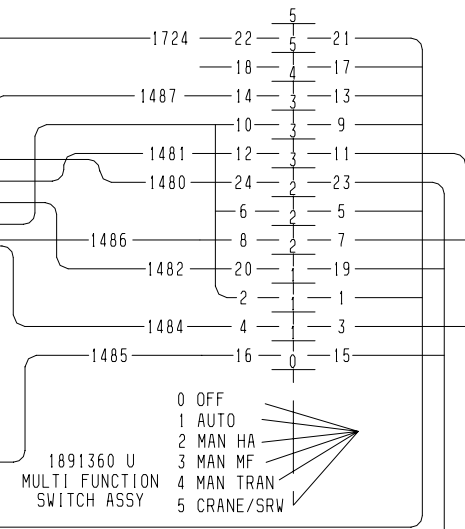 5
1724 22 5 21
18 4 17
1487 14 3 13
10 3 9
1481 12 3 11
1480 24 2 23
6 2 5
1486 8 2 7
1482 20 1 19
2 1 1
1484 4 1 3
1485 16 0 15
0 OFF
1 AUTO
2 MAN HA
3 MAN MF
4 MAN TRAN
5 CRANE/SRW
1891360 U
MULTI FUNCTION
SWITCH ASSY